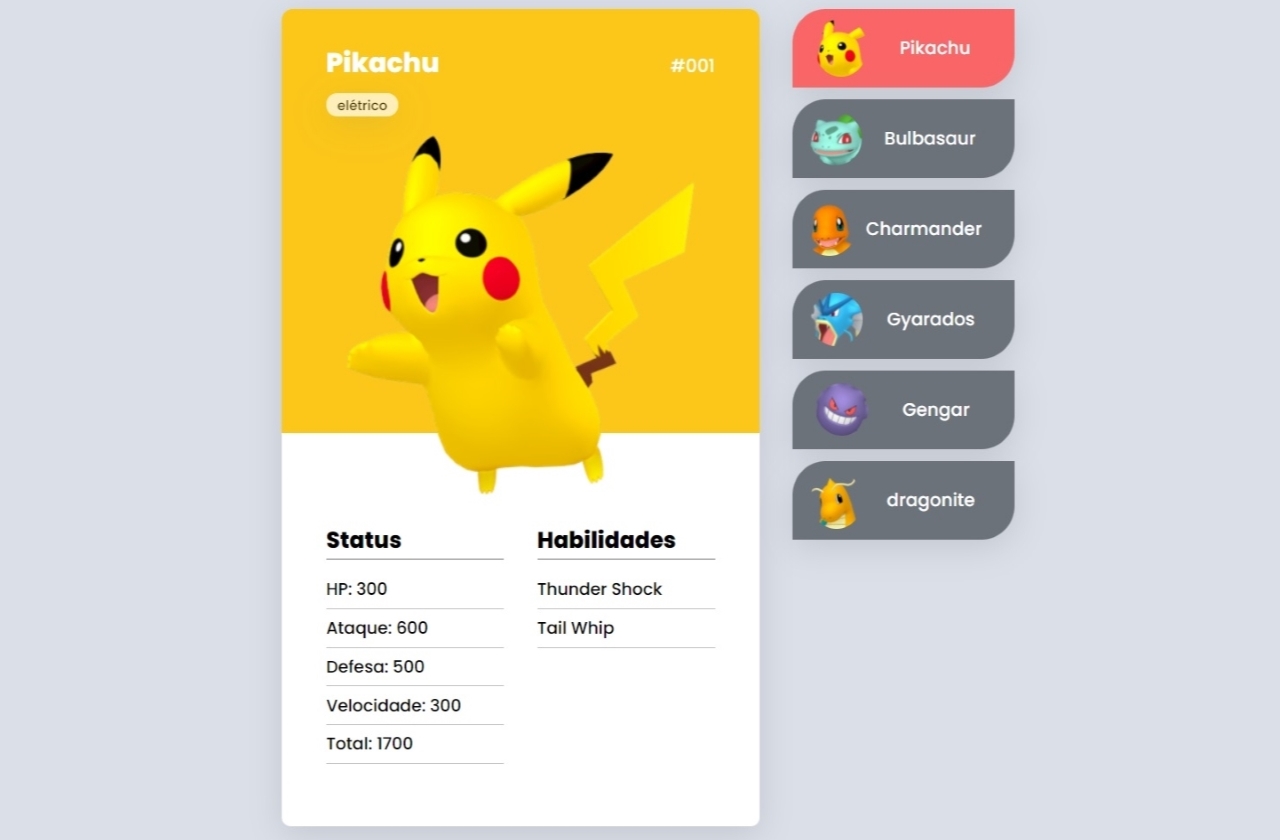 Pikachu
#001
elétrico
Status
HP: 300
Ataque: 600
Defesa: 500
Velocidade: 300
Total: 1700
Habilidades
Thunder Shock
Tail Whip
Pikachu
Bulbasaur
Charmander
Gyarados
Gengar
dragonite